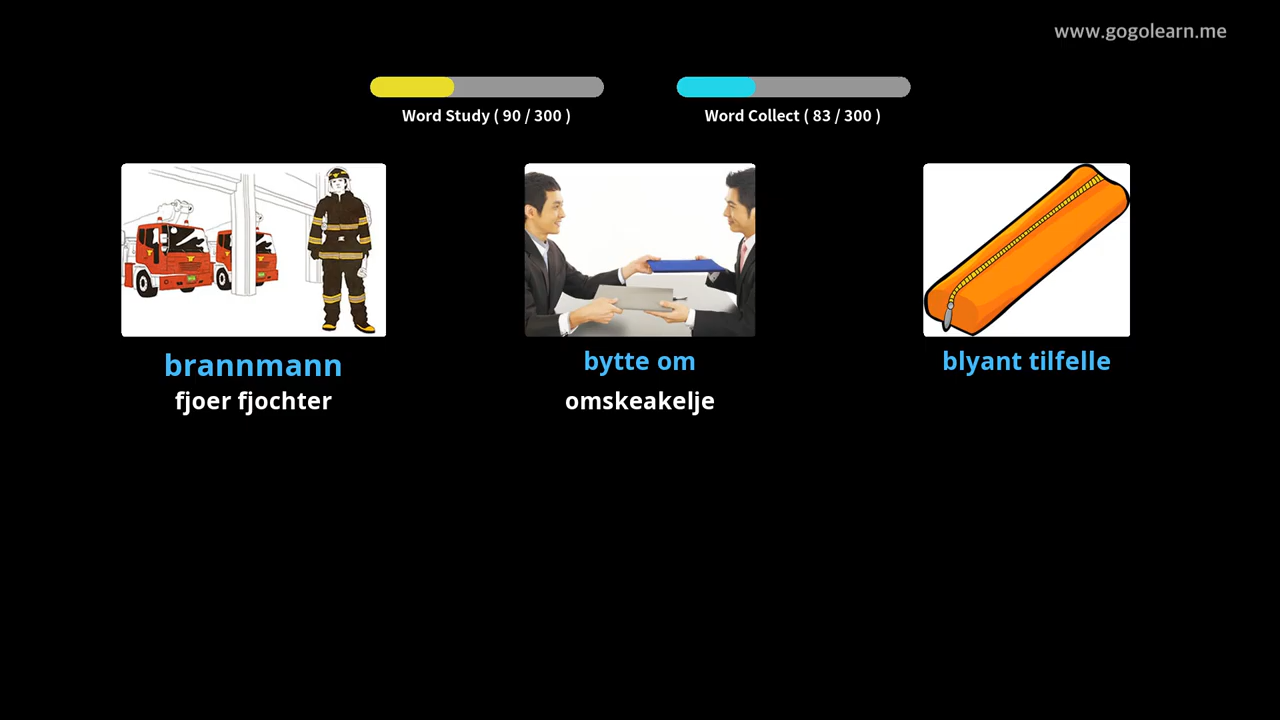 www.gogolearn.me
Word Study ( 90 / 300 )
Word Collect ( 83 / 300 )
brannmann
fjoer fjochter
bytte om
omskeakelje
blyant tilfelle